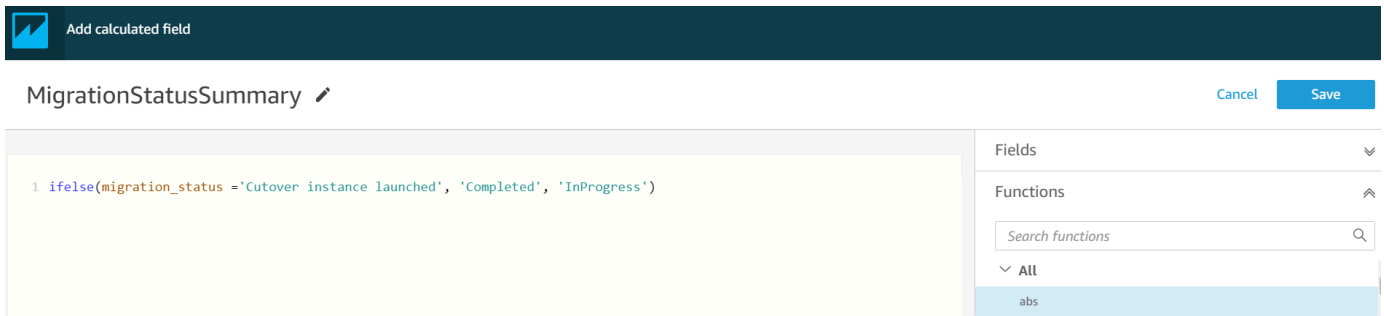 Add calculated field
MigrationStatusSummary
Cancel
Save
1 ifelse(migration_status ='Cutover instance launched', 'Completed', 'InProgress')
Fields
Functions
Search functions
All
abs